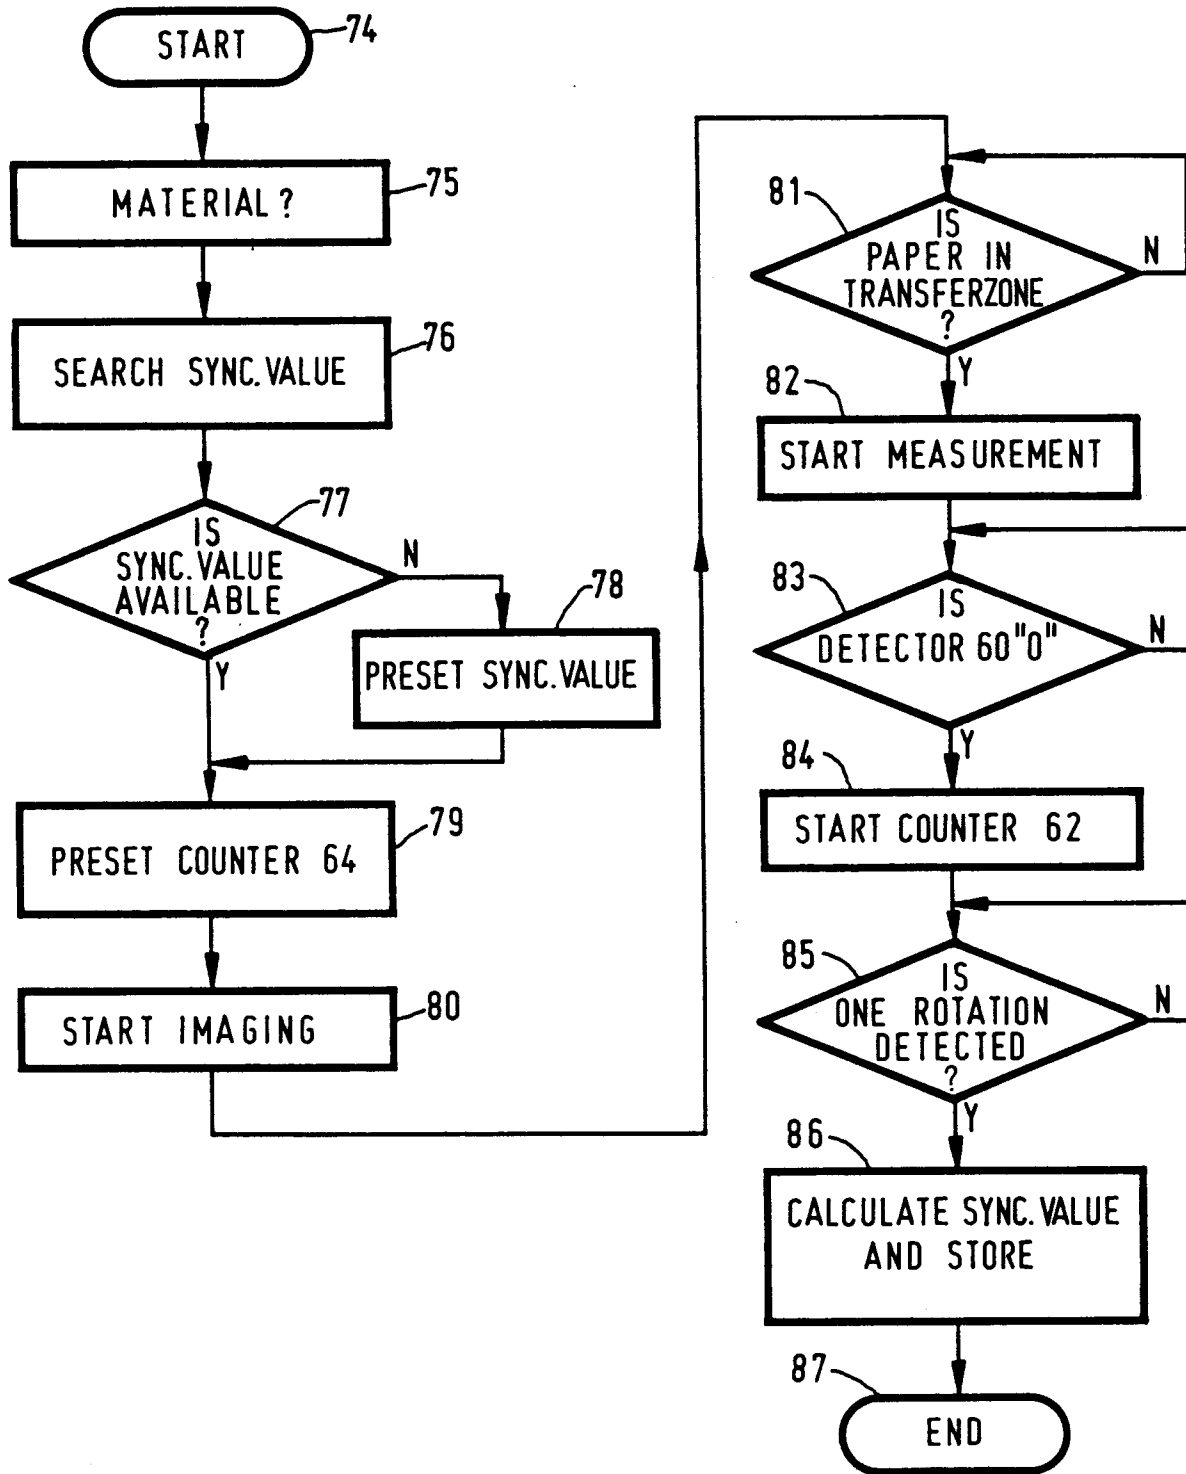 START
74
MATERIAL?
75
SEARCH SYNC.VALUE
76
IS
SYNC.VALUE
AVAILABLE
?
77
N
Y
PRESET SYNC.VALUE
78
PRESET COUNTER 64
79
START IMAGING
80
81
IS
PAPER IN
TRANSFERZONE
?
N
Y
82
START MEASUREMENT
83
IS
DETECTOR 60 "0"
N
Y
84
START COUNTER 62
85
IS
ONE ROTATION
DETECTED
?
N
Y
86
CALCULATE SYNC.VALUE
AND STORE
87
END